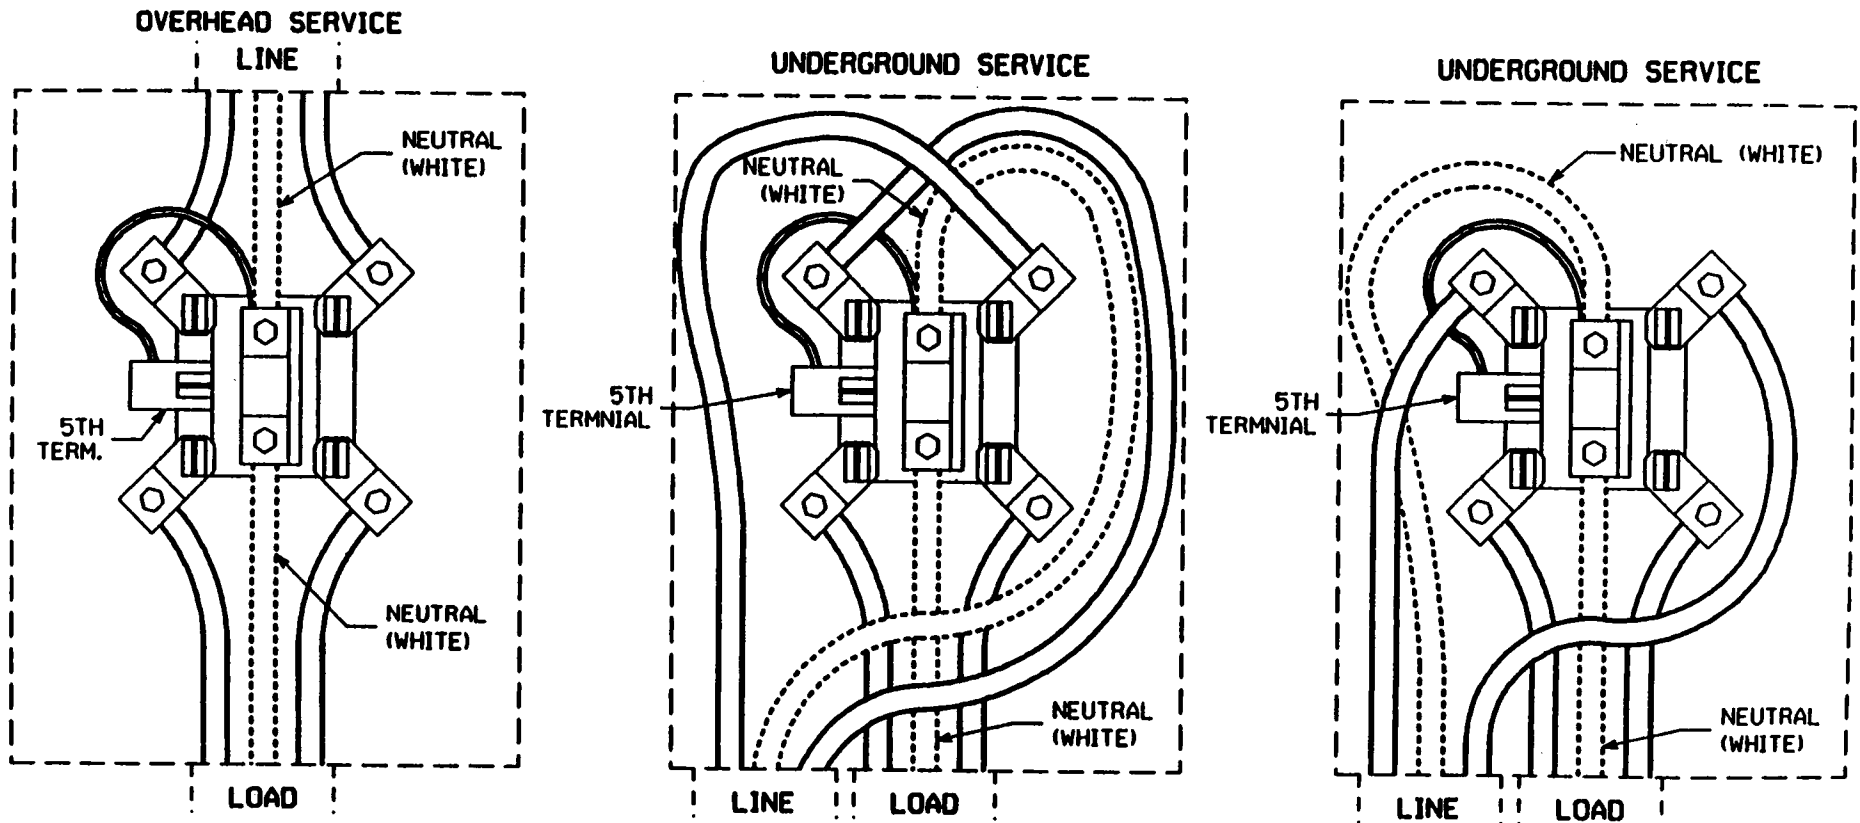 OVERHEAD SERVICE
LINE
NEUTRAL
(WHITE)
5TH
TERM.
NEUTRAL
(WHITE)
LOAD
UNDERGROUND SERVICE
NEUTRAL
(WHITE)
5TH
TERMNIAL
NEUTRAL
(WHITE)
LINE
LOAD
UNDERGROUND SERVICE
NEUTRAL (WHITE)
5TH
TERMNIAL
NEUTRAL
(WHITE)
LINE
LOAD